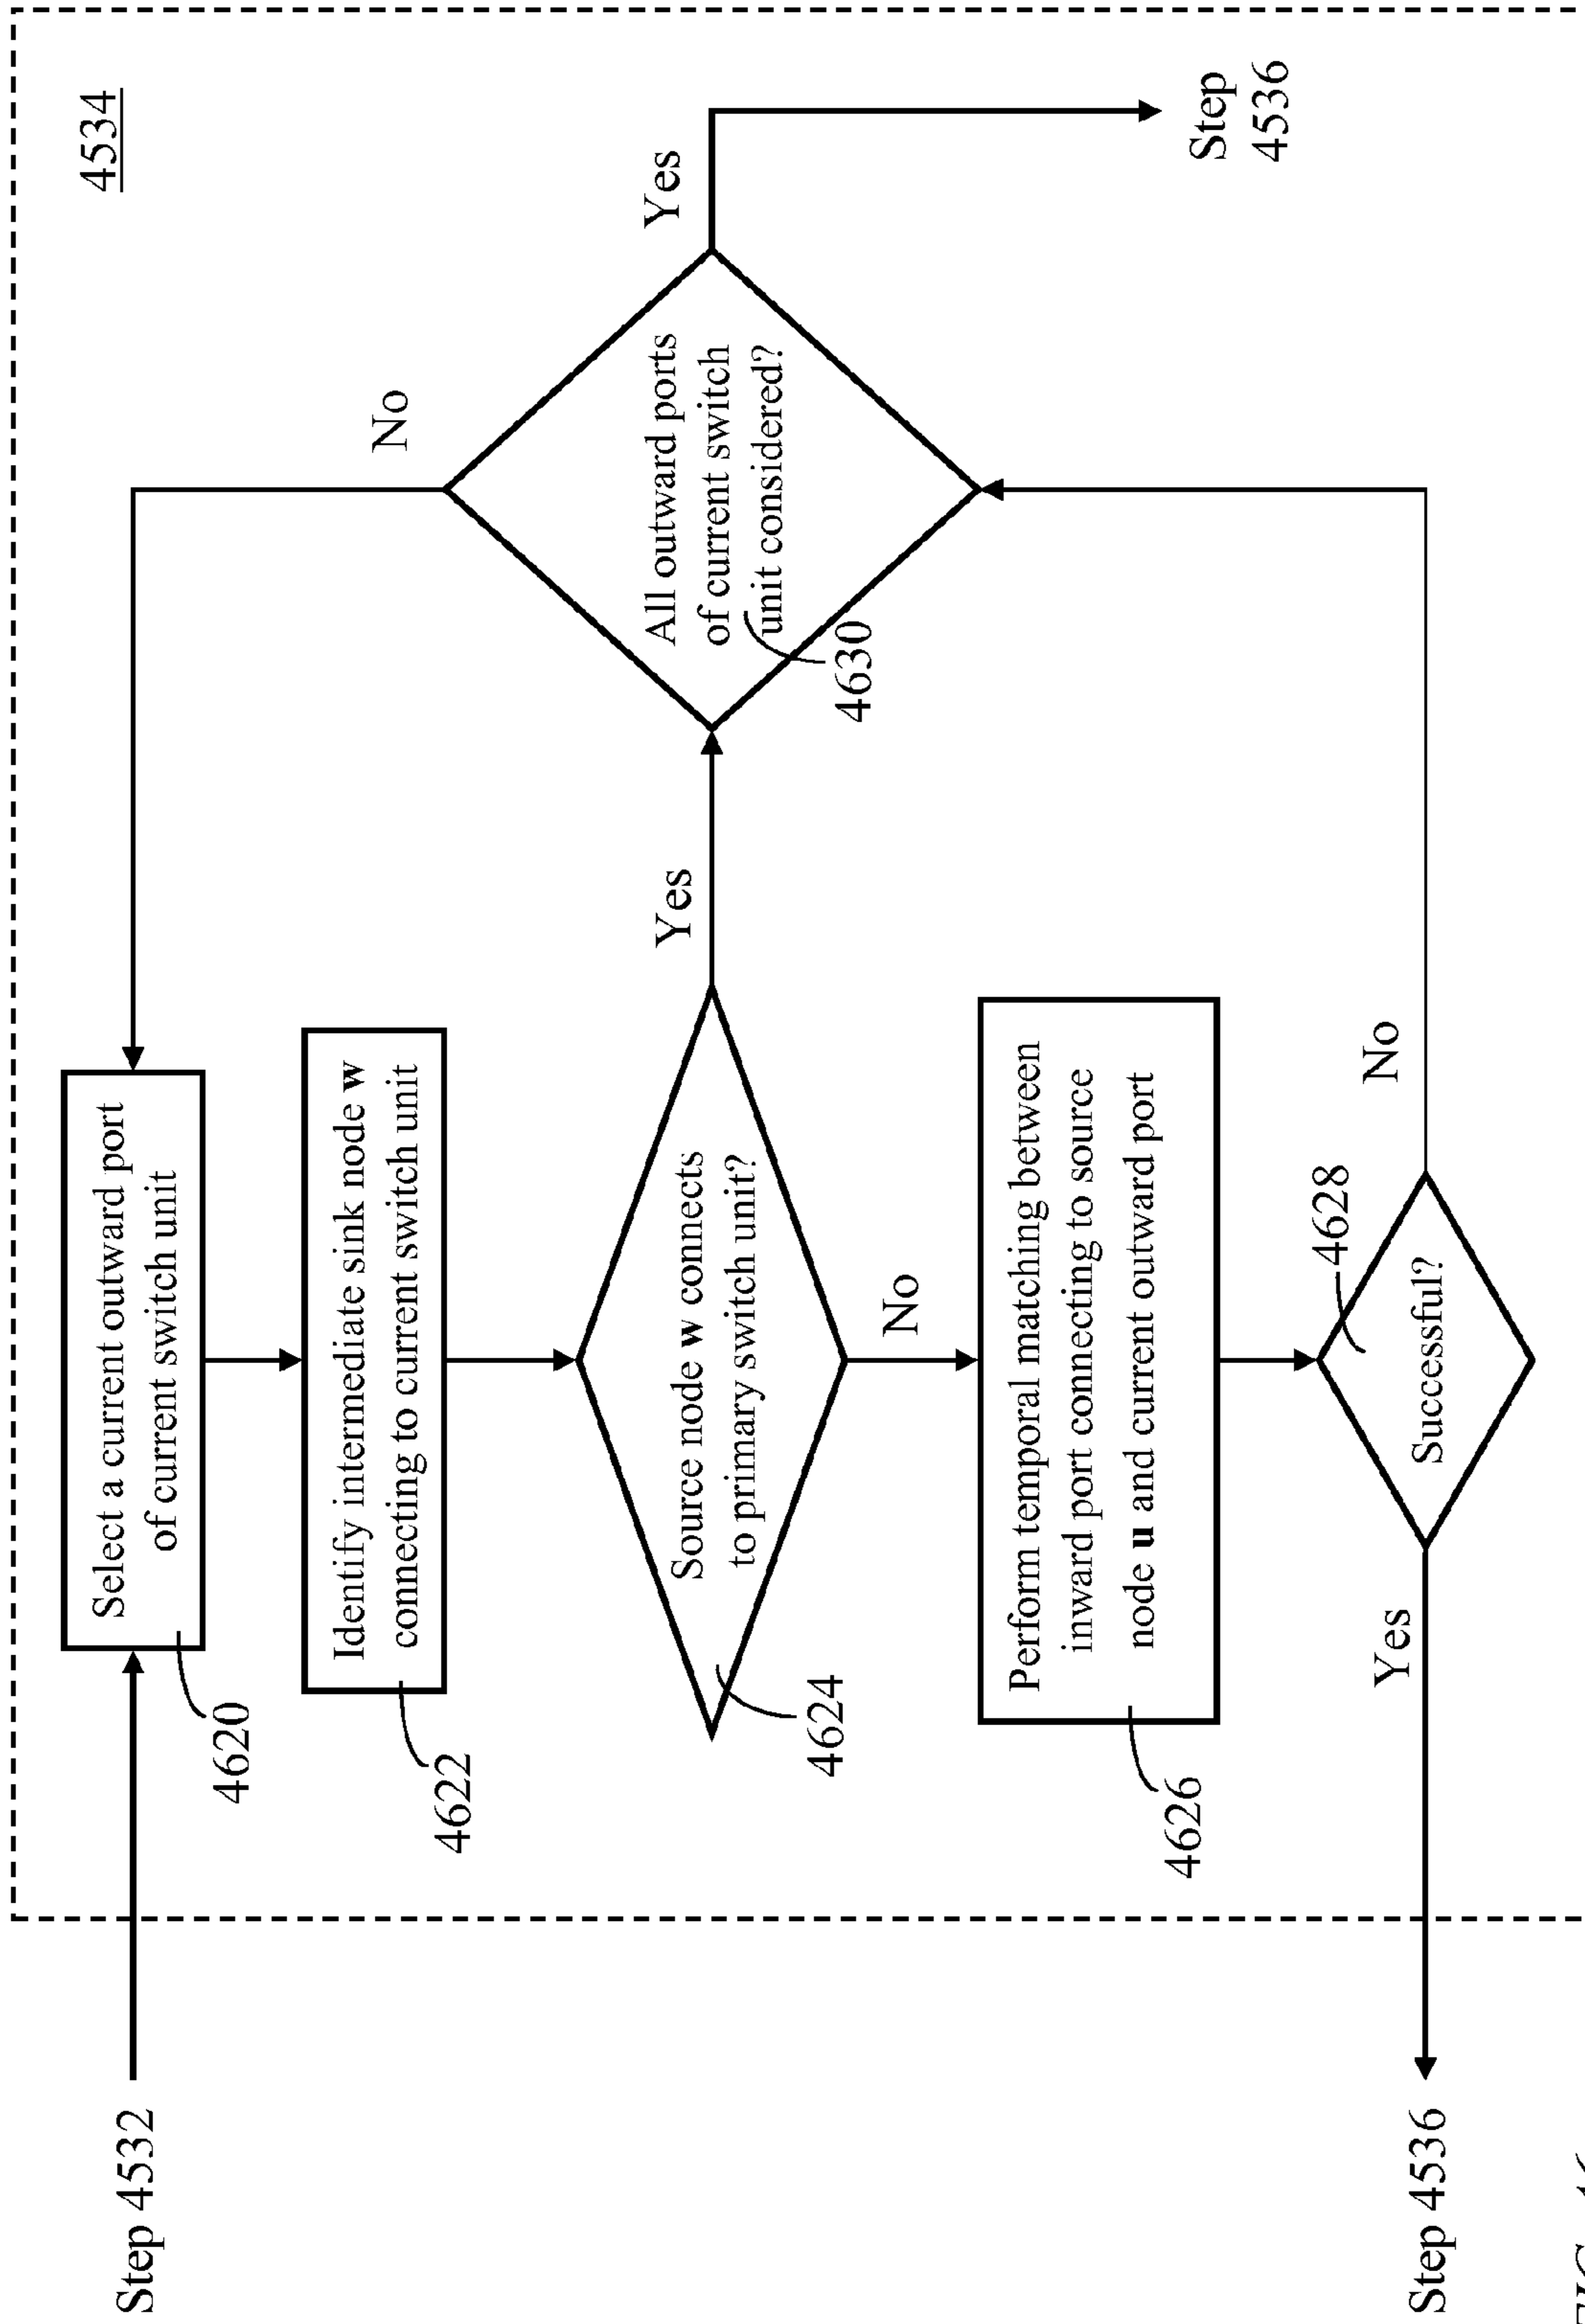 4534
Step 4532
Select a current outward port
of current switch unit
4620
No
Identify intermediate sink node w
connecting to current switch unit
4622
Source node w connects
to primary switch unit?
4624
Yes
All outward ports
of current switch
unit considered?
4630
Yes
Step
4536
No
Perform temporal matching between
inward port connecting to source
node u and current outward port
4626
4628
Successful?
No
Yes
Step 4536